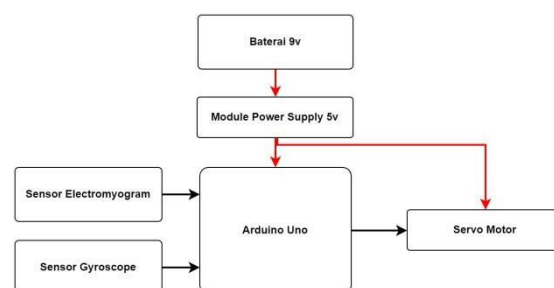 Baterai 9v
Module Power Supply 5v
Sensor Electromyogram
Arduino Uno
Servo Motor
Sensor Gyroscope